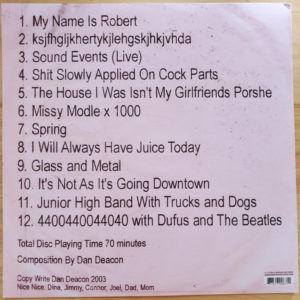 1. My Name Is Robert
2. ksjfhgljkhertykjlehgskjhkjvhda
3. Sound Events (Live)
4. Shit Slowly Applied On Cock Parts
5. The House I Was Isn't My Girlfriends Porshe
6. Missy Modle x 1000
7. Spring
8. I Will Always Have Juice Today
9. Glass and Metal
10. It's Not As It's Going Downtown
11. Junior High Band With Trucks and Dogs
12. 4400440044040 with Dufus and The Beatles
Total Disc Playing Time 70 minutes
Composition By Dan Deacon
Copy Write Dan Deacon 2003
Nice Nice: Dina, Jimmy, Connor, Joel, Dad, Mom